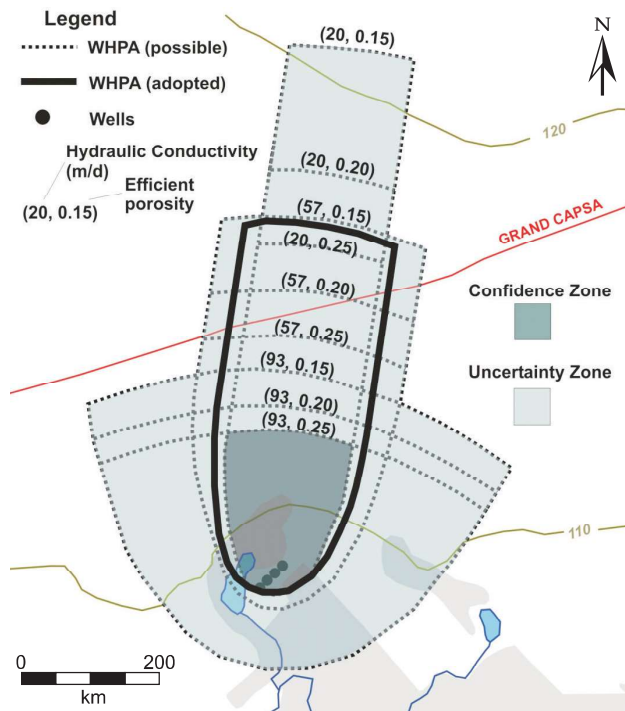 Legend
WHPA (possible)
WHPA (adopted)
Wells
Hydraulic Conductivity
(m/d)
(20, 0.15)
Efficient
porosity
N
(20, 0.15)
120
(20, 0.20)
(57, 0.15)
(20, 0.25)
GRAND CAPSA
(57, 0.20)
(57, 0.25)
(93, 0.15)
(93, 0.20)
(93, 0.25)
Confidence Zone
Uncertainty Zone
110
0 200
km